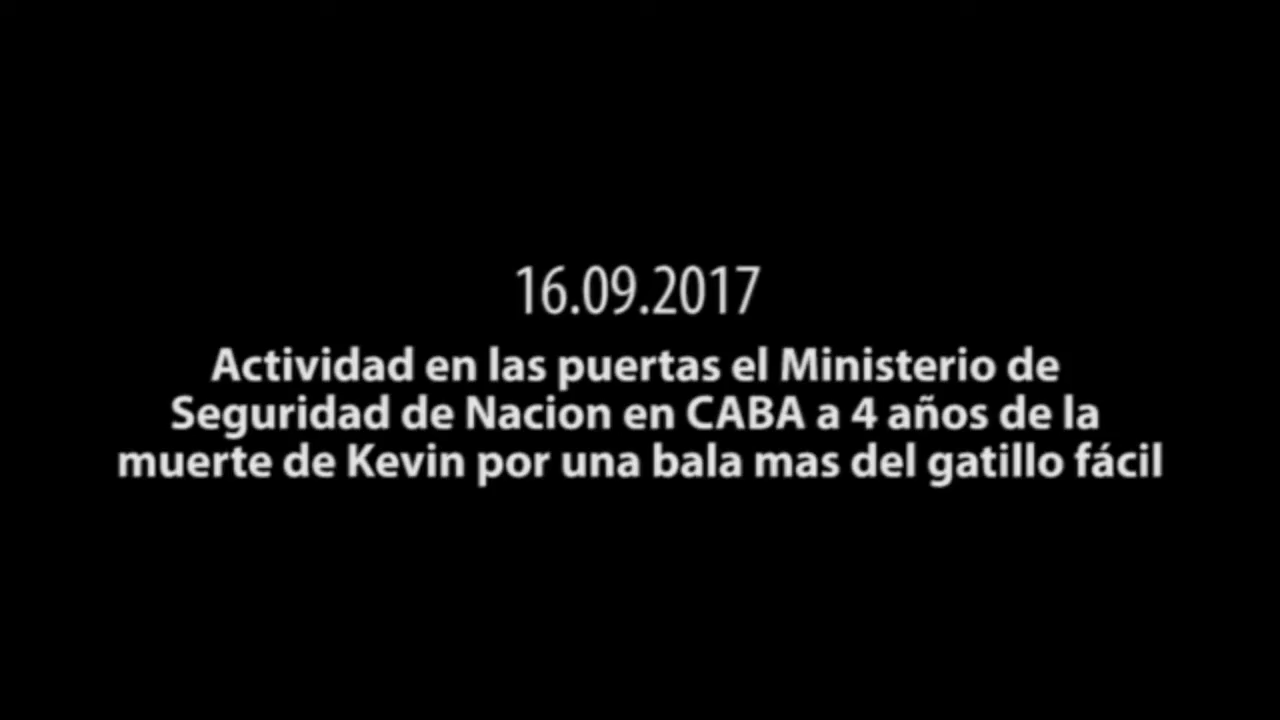 16.09.2017
Actividad en las puertas el Ministerio de
Seguridad de Nacion en CABA a 4 años de la
muerte de Kevin por una bala mas del gatillo fácil